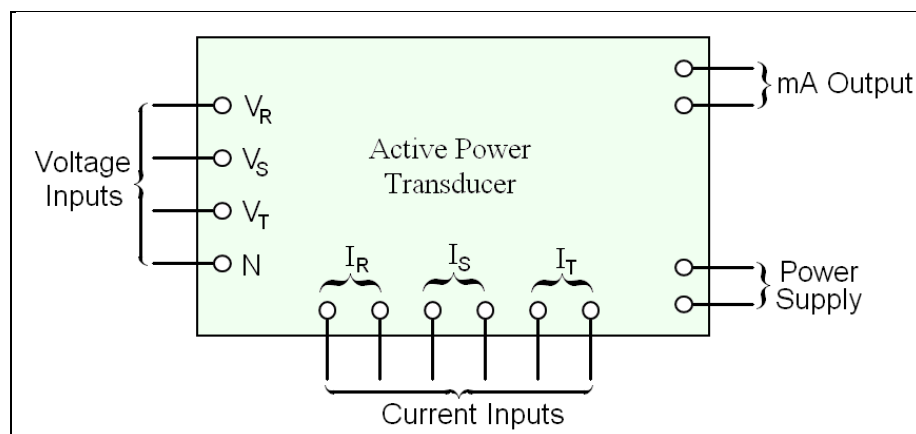 V_R
V_S
V_T
N
Voltage
Inputs
Active Power
Transducer
I_R
I_S
I_T
Current Inputs
mA Output
Power
Supply